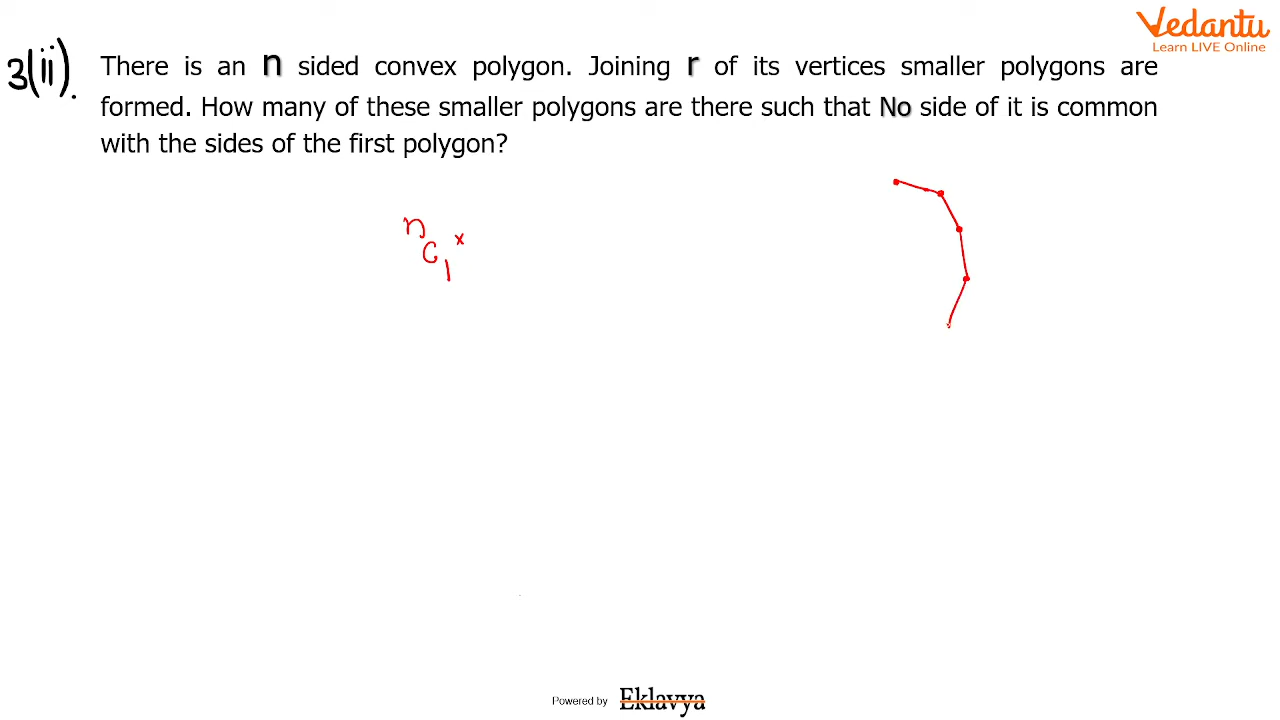 Vedantu
Learn LIVE Online
3(ii).
There is an n sided convex polygon. Joining r of its vertices smaller polygons are
formed. How many of these smaller polygons are there such that No side of it is common
with the sides of the first polygon?
n
C
1
×
Powered by Eklavya